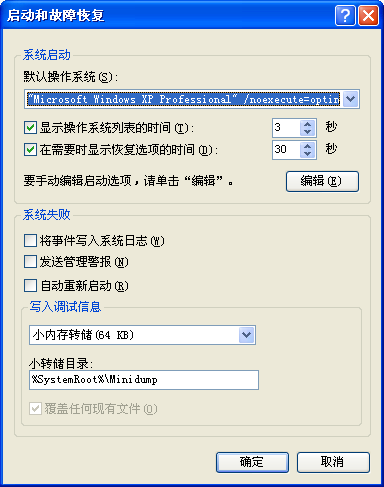 启动和故障恢复
系统启动
默认操作系统(S):
"Microsoft Windows XP Professional" /noexecute=optin
显示操作系统列表的时间(T): 3 秒
在需要时显示恢复选项的时间(D): 30 秒
要手动编辑启动选项，请单击“编辑”。 编辑(E)
系统失败
将事件写入系统日志(W)
发送管理警报(N)
自动重新启动(R)
写入调试信息
小内存转储(64 KB)
小转储目录:
%SystemRoot%\Minidump
覆盖任何现有文件(O)
确定 取消